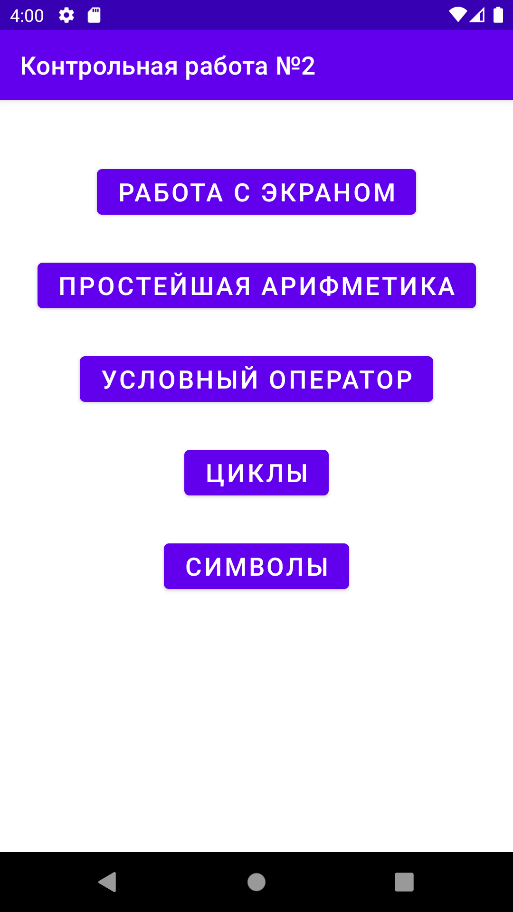 4:00
Контрольная работа №2
РАБОТА С ЭКРАНОМ
ПРОСТЕЙШАЯ АРИФМЕТИКА
УСЛОВНЫЙ ОПЕРАТОР
ЦИКЛЫ
СИМВОЛЫ